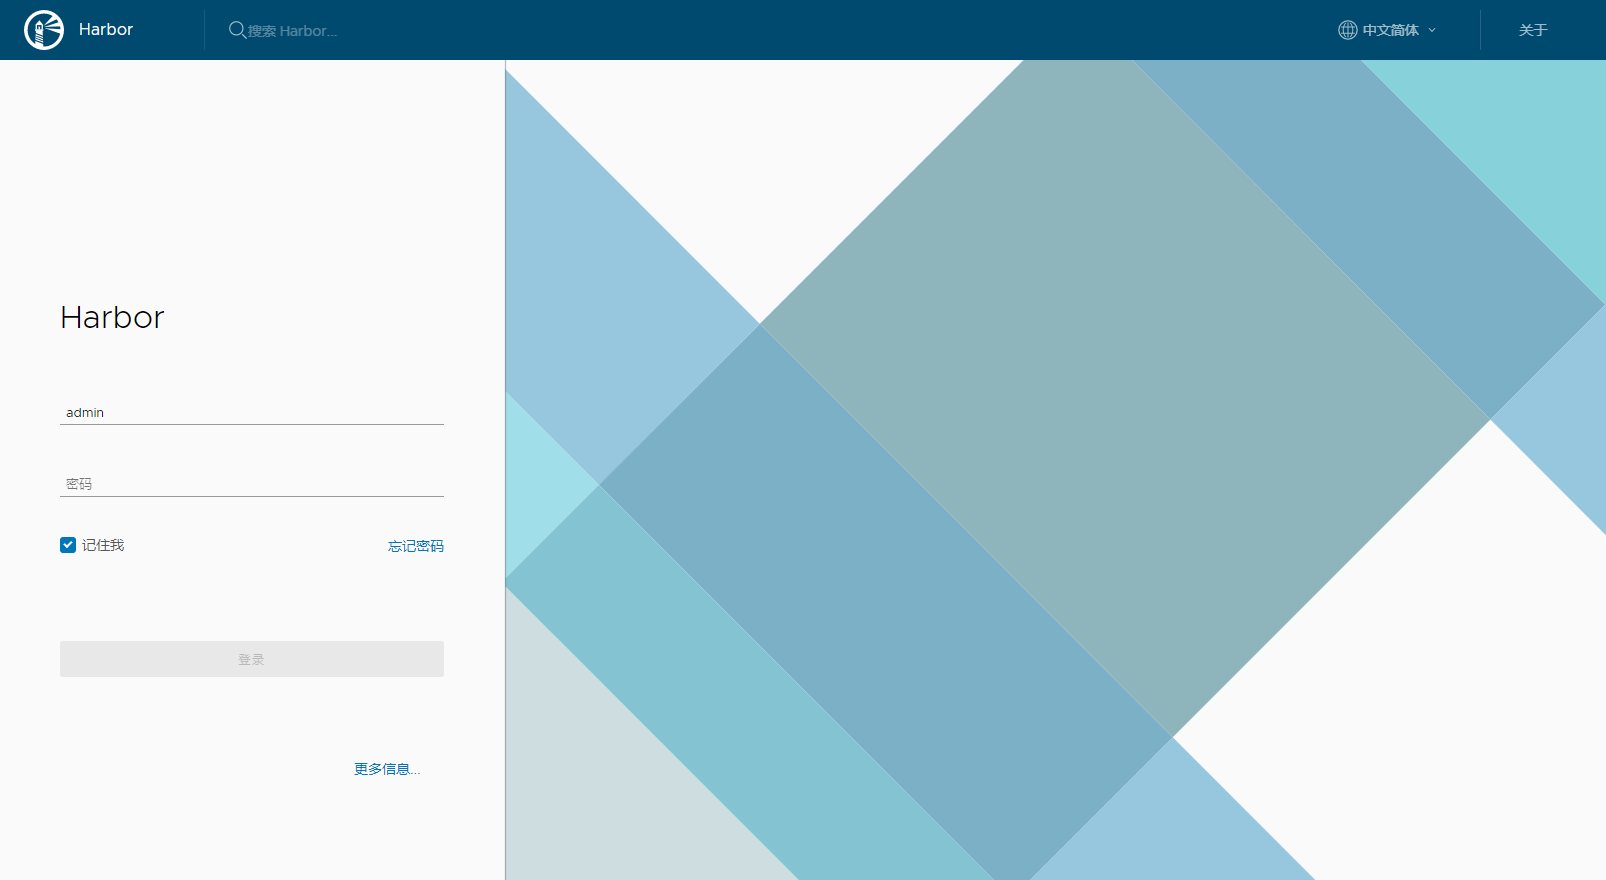 Harbor
搜索 Harbor...
中文简体
关于
Harbor
admin
密码
记住我
忘记密码
登录
更多信息...